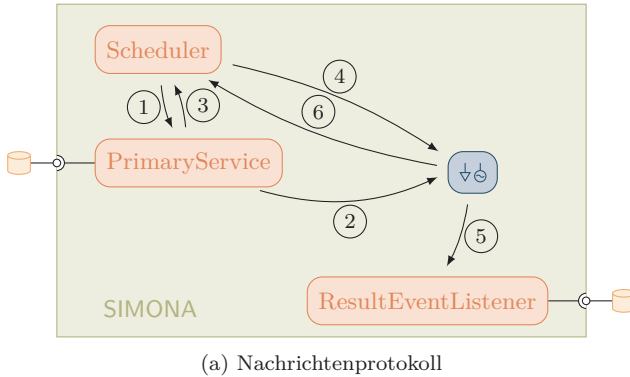 Scheduler
4
1
3
6
PrimaryService
2
5
ResultEventListener
SIMONA
(a) Nachrichtenprotokoll